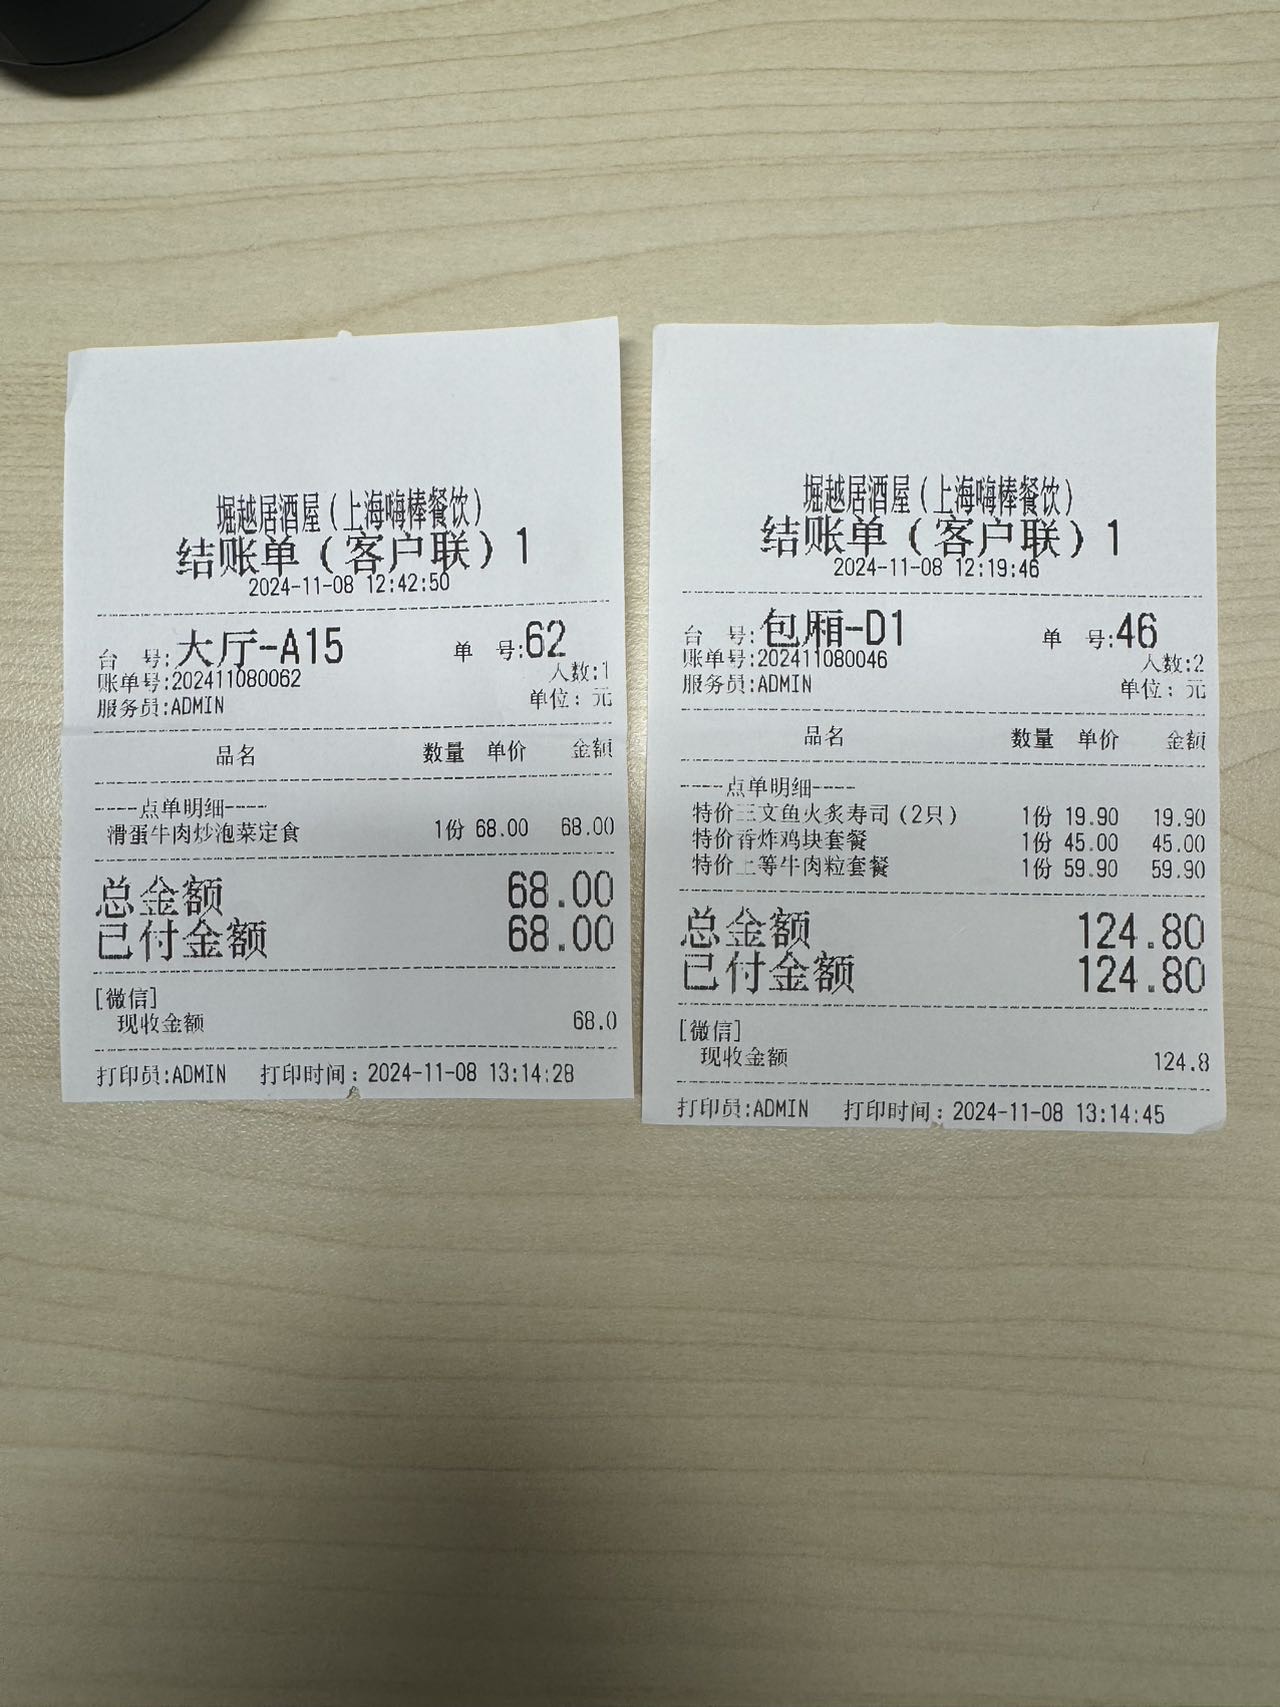 堀越居酒屋(上海嗨棒餐饮)
结账单(客户联)1
2024-11-08 12:42:50
台 号:大厅-A15 单 号:62
账单号:202411080062 人数:1
服务员:ADMIN 单位:元
品名 数量 单价 金额
----点单明细----
滑蛋牛肉炒泡菜定食 1份 68.00 68.00
总金额 68.00
已付金额 68.00
[微信]
现收金额 68.0
打印员:ADMIN 打印时间:2024-11-08 13:14:28
堀越居酒屋(上海嗨棒餐饮)
结账单(客户联)1
2024-11-08 12:19:46
台 号:包厢-D1 单 号:46
账单号:202411080046 人数:2
服务员:ADMIN 单位:元
品名 数量 单价 金额
----点单明细----
特价三文鱼火炙寿司(2只) 1份 19.90 19.90
特价香炸鸡块套餐 1份 45.00 45.00
特价上等牛肉粒套餐 1份 59.90 59.90
总金额 124.80
已付金额 124.80
[微信]
现收金额 124.8
打印员:ADMIN 打印时间:2024-11-08 13:14:45